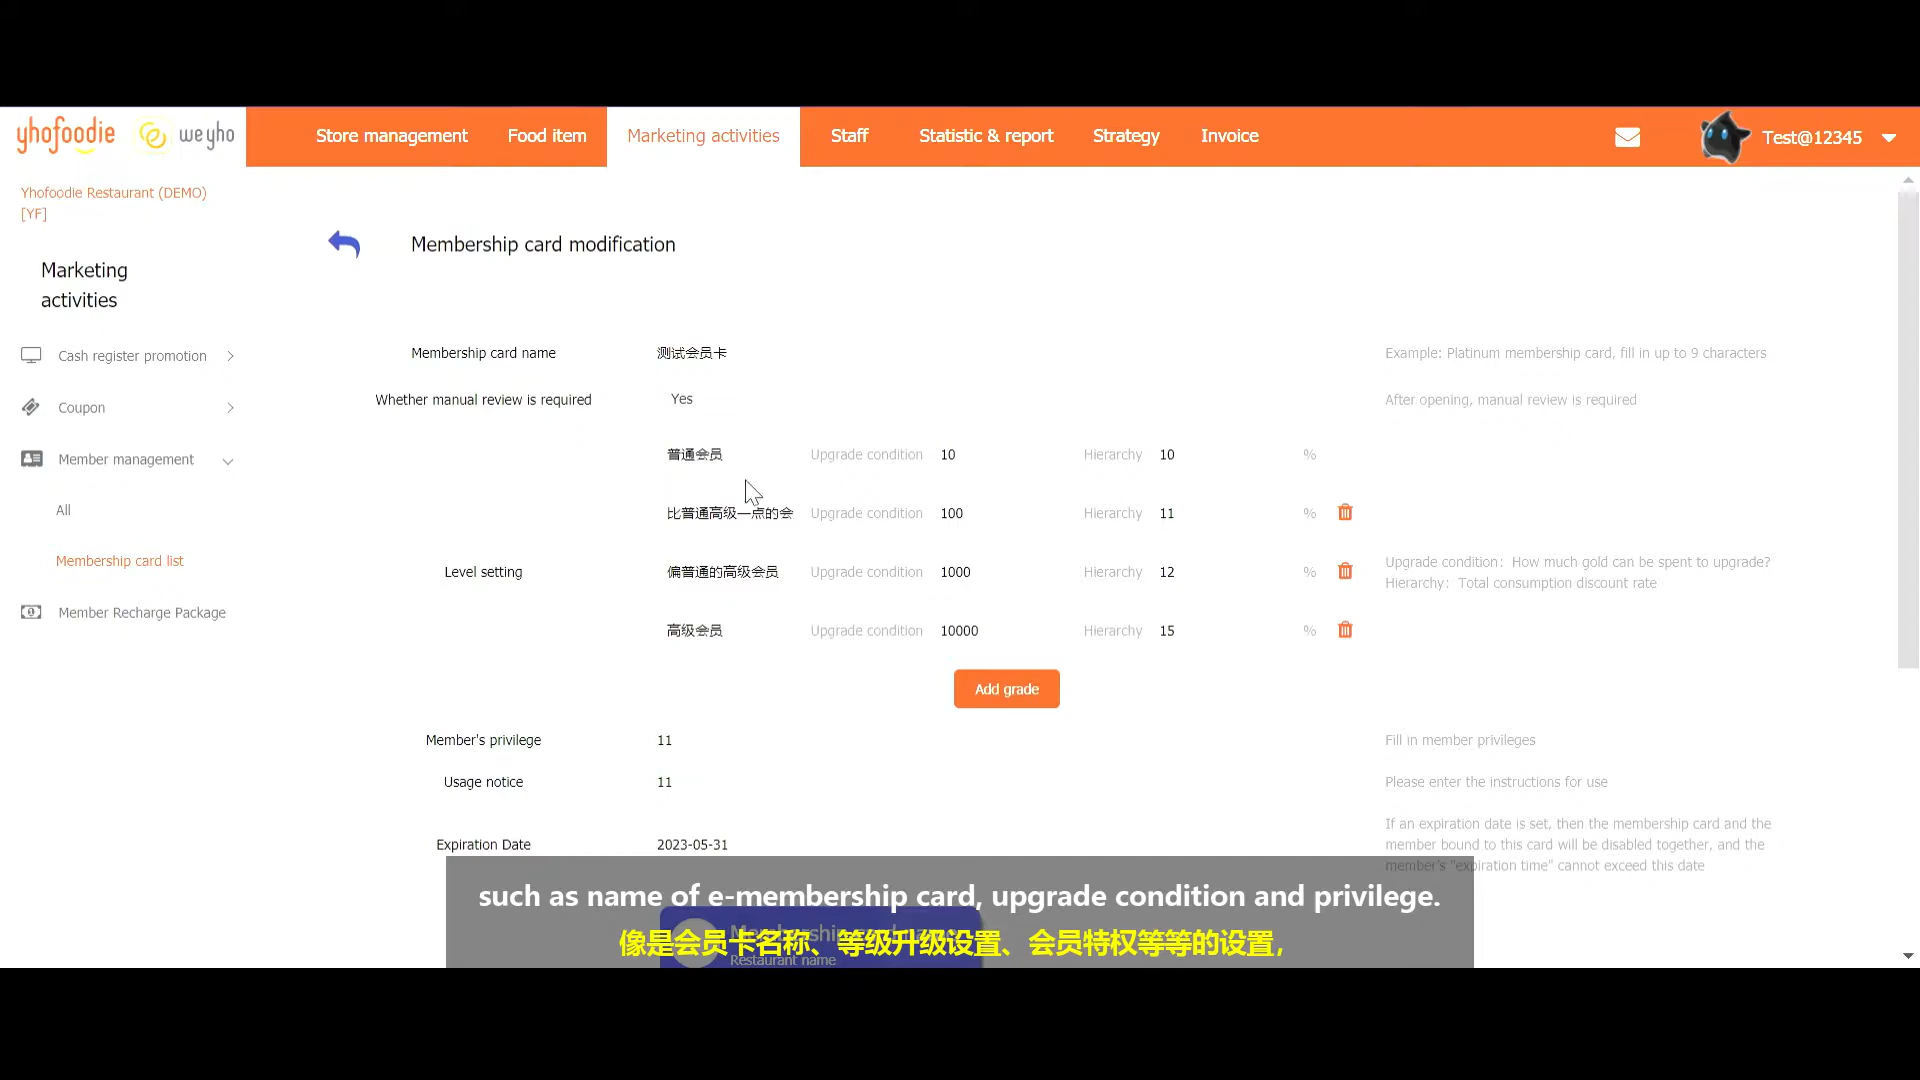 yhofoodie weyho
Store management Food item Marketing activities Staff Statistic & report Strategy Invoice Test@12345
Yhofoodie Restaurant (DEMO)
[YF]
Marketing
activities
Cash register promotion
Coupon
Member management
All
Membership card list
Member Recharge Package
Membership card modification
Membership card name 测试会员卡 Example: Platinum membership card, fill in up to 9 characters
Whether manual review is required Yes After opening, manual review is required
普通会员 Upgrade condition 10 Hierarchy 10 %
比普通高级一点的会 Upgrade condition 100 Hierarchy 11 %
Level setting 偏普通的高级会员 Upgrade condition 1000 Hierarchy 12 %
Upgrade condition: How much gold can be spent to upgrade?
Hierarchy: Total consumption discount rate
高级会员 Upgrade condition 10000 Hierarchy 15 %
Add grade
Member's privilege 11 Fill in member privileges
Usage notice 11 Please enter the instructions for use
Expiration Date 2023-05-31
If an expiration date is set, then the membership card and the
member bound to this card will be disabled together, and the
member's "expiration time" cannot exceed this date
such as name of e-membership card, upgrade condition and privilege.
像是会员卡名称、等级升级设置、会员特权等等的设置，
Restaurant name